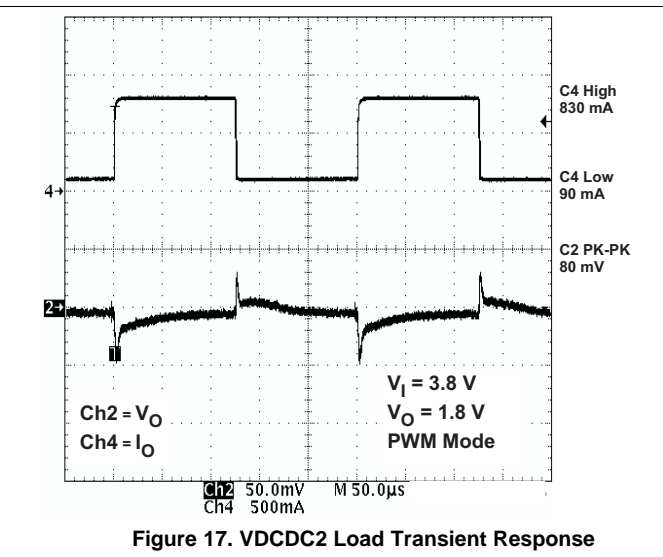 C4 High
830 mA
4→
C4 Low
90 mA
C2 PK-PK
80 mV
2→
T
V_I = 3.8 V
V_O = 1.8 V
PWM Mode
Ch2 = V_O
Ch4 = I_O
Ch2 50.0mV M 50.0µs
Ch4 500mA
Figure 17. VDCDC2 Load Transient Response